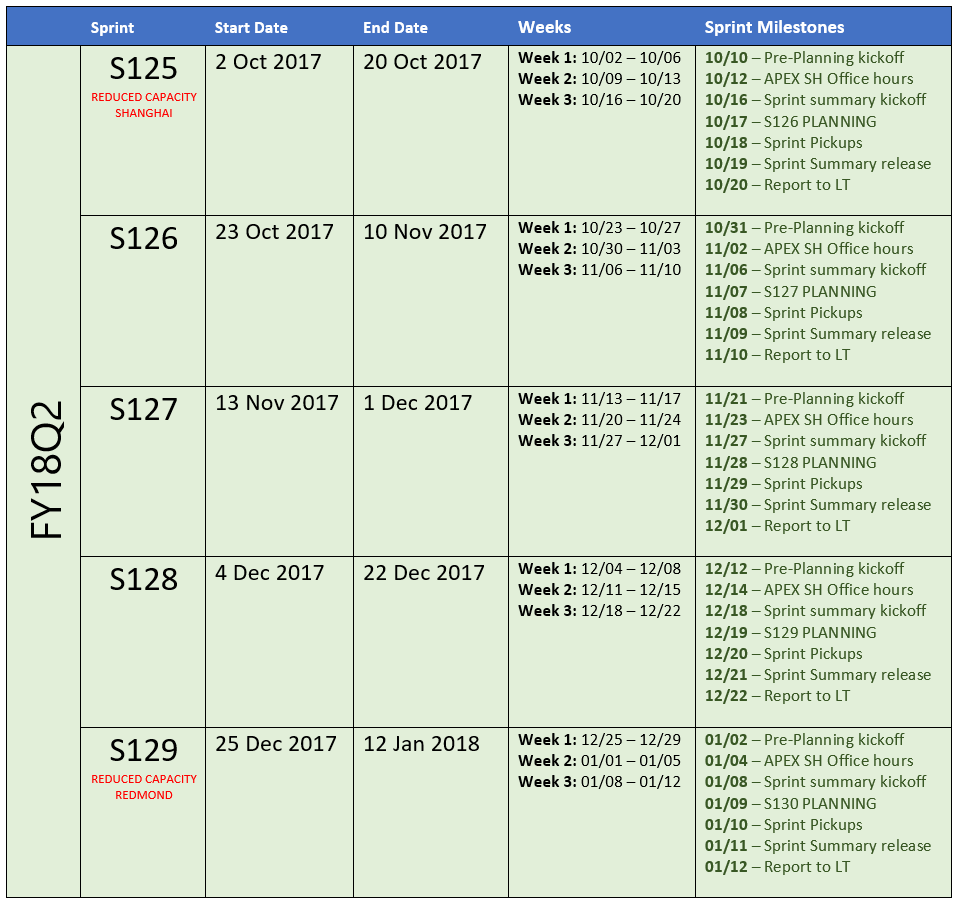 Sprint Start Date End Date Weeks Sprint Milestones
FY18Q2
S125
REDUCED CAPACITY
SHANGHAI
2 Oct 2017
20 Oct 2017
Week 1: 10/02 – 10/06
Week 2: 10/09 – 10/13
Week 3: 10/16 – 10/20
10/10 – Pre-Planning kickoff
10/12 – APEX SH Office hours
10/16 – Sprint summary kickoff
10/17 – S126 PLANNING
10/18 – Sprint Pickups
10/19 – Sprint Summary release
10/20 – Report to LT
S126
23 Oct 2017
10 Nov 2017
Week 1: 10/23 – 10/27
Week 2: 10/30 – 11/03
Week 3: 11/06 – 11/10
10/31 – Pre-Planning kickoff
11/02 – APEX SH Office hours
11/06 – Sprint summary kickoff
11/07 – S127 PLANNING
11/08 – Sprint Pickups
11/09 – Sprint Summary release
11/10 – Report to LT
S127
13 Nov 2017
1 Dec 2017
Week 1: 11/13 – 11/17
Week 2: 11/20 – 11/24
Week 3: 11/27 – 12/01
11/21 – Pre-Planning kickoff
11/23 – APEX SH Office hours
11/27 – Sprint summary kickoff
11/28 – S128 PLANNING
11/29 – Sprint Pickups
11/30 – Sprint Summary release
12/01 – Report to LT
S128
4 Dec 2017
22 Dec 2017
Week 1: 12/04 – 12/08
Week 2: 12/11 – 12/15
Week 3: 12/18 – 12/22
12/12 – Pre-Planning kickoff
12/14 – APEX SH Office hours
12/18 – Sprint summary kickoff
12/19 – S129 PLANNING
12/20 – Sprint Pickups
12/21 – Sprint Summary release
12/22 – Report to LT
S129
REDUCED CAPACITY
REDMOND
25 Dec 2017
12 Jan 2018
Week 1: 12/25 – 12/29
Week 2: 01/01 – 01/05
Week 3: 01/08 – 01/12
01/02 – Pre-Planning kickoff
01/04 – APEX SH Office hours
01/08 – Sprint summary kickoff
01/09 – S130 PLANNING
01/10 – Sprint Pickups
01/11 – Sprint Summary release
01/12 – Report to LT